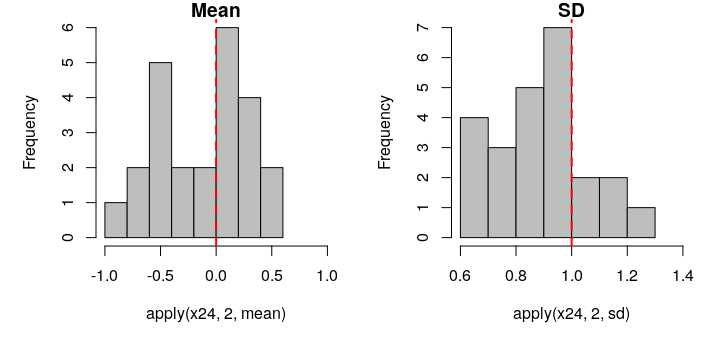 Mean
Frequency
0 1 2 3 4 5 6
-1.0 -0.5 0.0 0.5 1.0
apply(x24, 2, mean)
SD
Frequency
0 1 2 3 4 5 6 7
0.6 0.8 1.0 1.2 1.4
apply(x24, 2, sd)